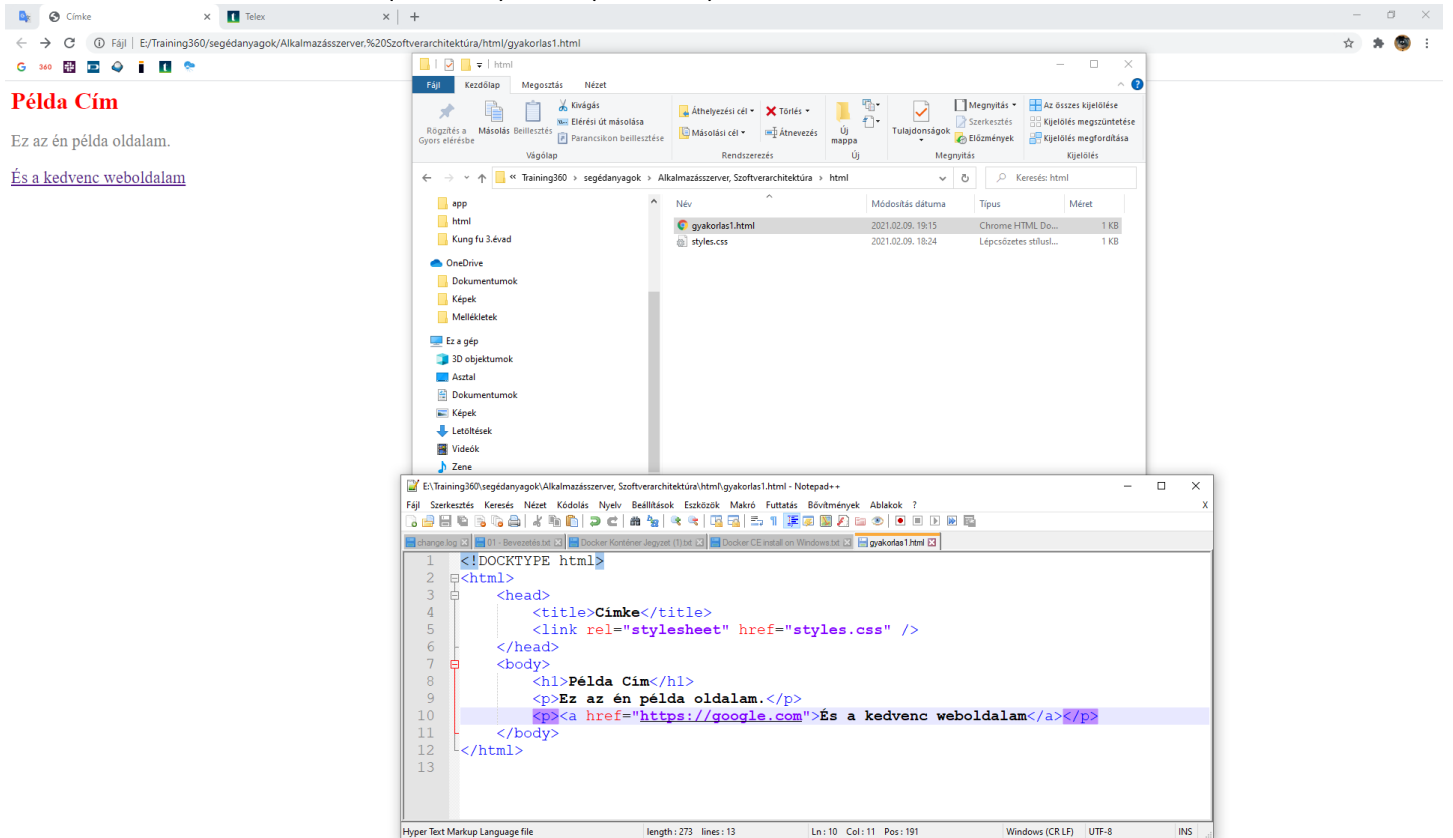 Címke
Telex
Fájl E:/Training360/segédanyagok/Alkalmazásszerver,%20Szoftverarchitektúra/html/gyakorlas1.html
G 360
Példa Cím
Ez az én példa oldalam.
És a kedvenc weboldalam
html
Fájl Kezdőlap Megosztás Nézet
Rögzítés a Gyors elérésbe
Másolás
Beillesztés
Kivágás
Elérési út másolása
Parancsikon beillesztése
Vágólap
Áthelyezési cél
Másolási cél
Törlés
Átnevezés
Rendszerezés
Új mappa
Új
Tulajdonságok
Megnyitás
Szerkesztés
Előzmények
Megnyitás
Az összes kijelölése
Kijelölés megszüntetése
Kijelölés megfordítása
Kijelölés
« Training360 › segédanyagok › Alkalmazásszerver, Szoftverarchitektúra › html
Keresés: html
app
html
Kung fu 3.évad
OneDrive
Dokumentumok
Képek
Mellékletek
Ez a gép
3D objektumok
Asztal
Dokumentumok
Képek
Letöltések
Videók
Zene
Név Módosítás dátuma Típus Méret
gyakorlas1.html 2021.02.09. 19:15 Chrome HTML Do... 1 KB
styles.css 2021.02.09. 18:24 Lépcsőzetes stílusl... 1 KB
E:\Training360\segédanyagok\Alkalmazásszerver, Szoftverarchitektúra\html\gyakorlas1.html - Notepad++
Fájl Szerkesztés Keresés Nézet Kódolás Nyelv Beállítások Eszközök Makró Futtatás Bővítmények Ablakok ? X
change.log 01 - Bevezetés.txt Docker Konténer Jegyzet (1).txt Docker CE install on Windows.txt gyakorlas1.html
1 <!DOCKTYPE html>
2 <html>
3 <head>
4 <title>Címke</title>
5 <link rel="stylesheet" href="styles.css" />
6 </head>
7 <body>
8 <h1>Példa Cím</h1>
9 <p>Ez az én példa oldalam.</p>
10 <p><a href="https://google.com">És a kedvenc weboldalam</a></p>
11 </body>
12 </html>
13
Hyper Text Markup Language file length : 273 lines : 13 Ln : 10 Col : 11 Pos : 191 Windows (CR LF) UTF-8 INS